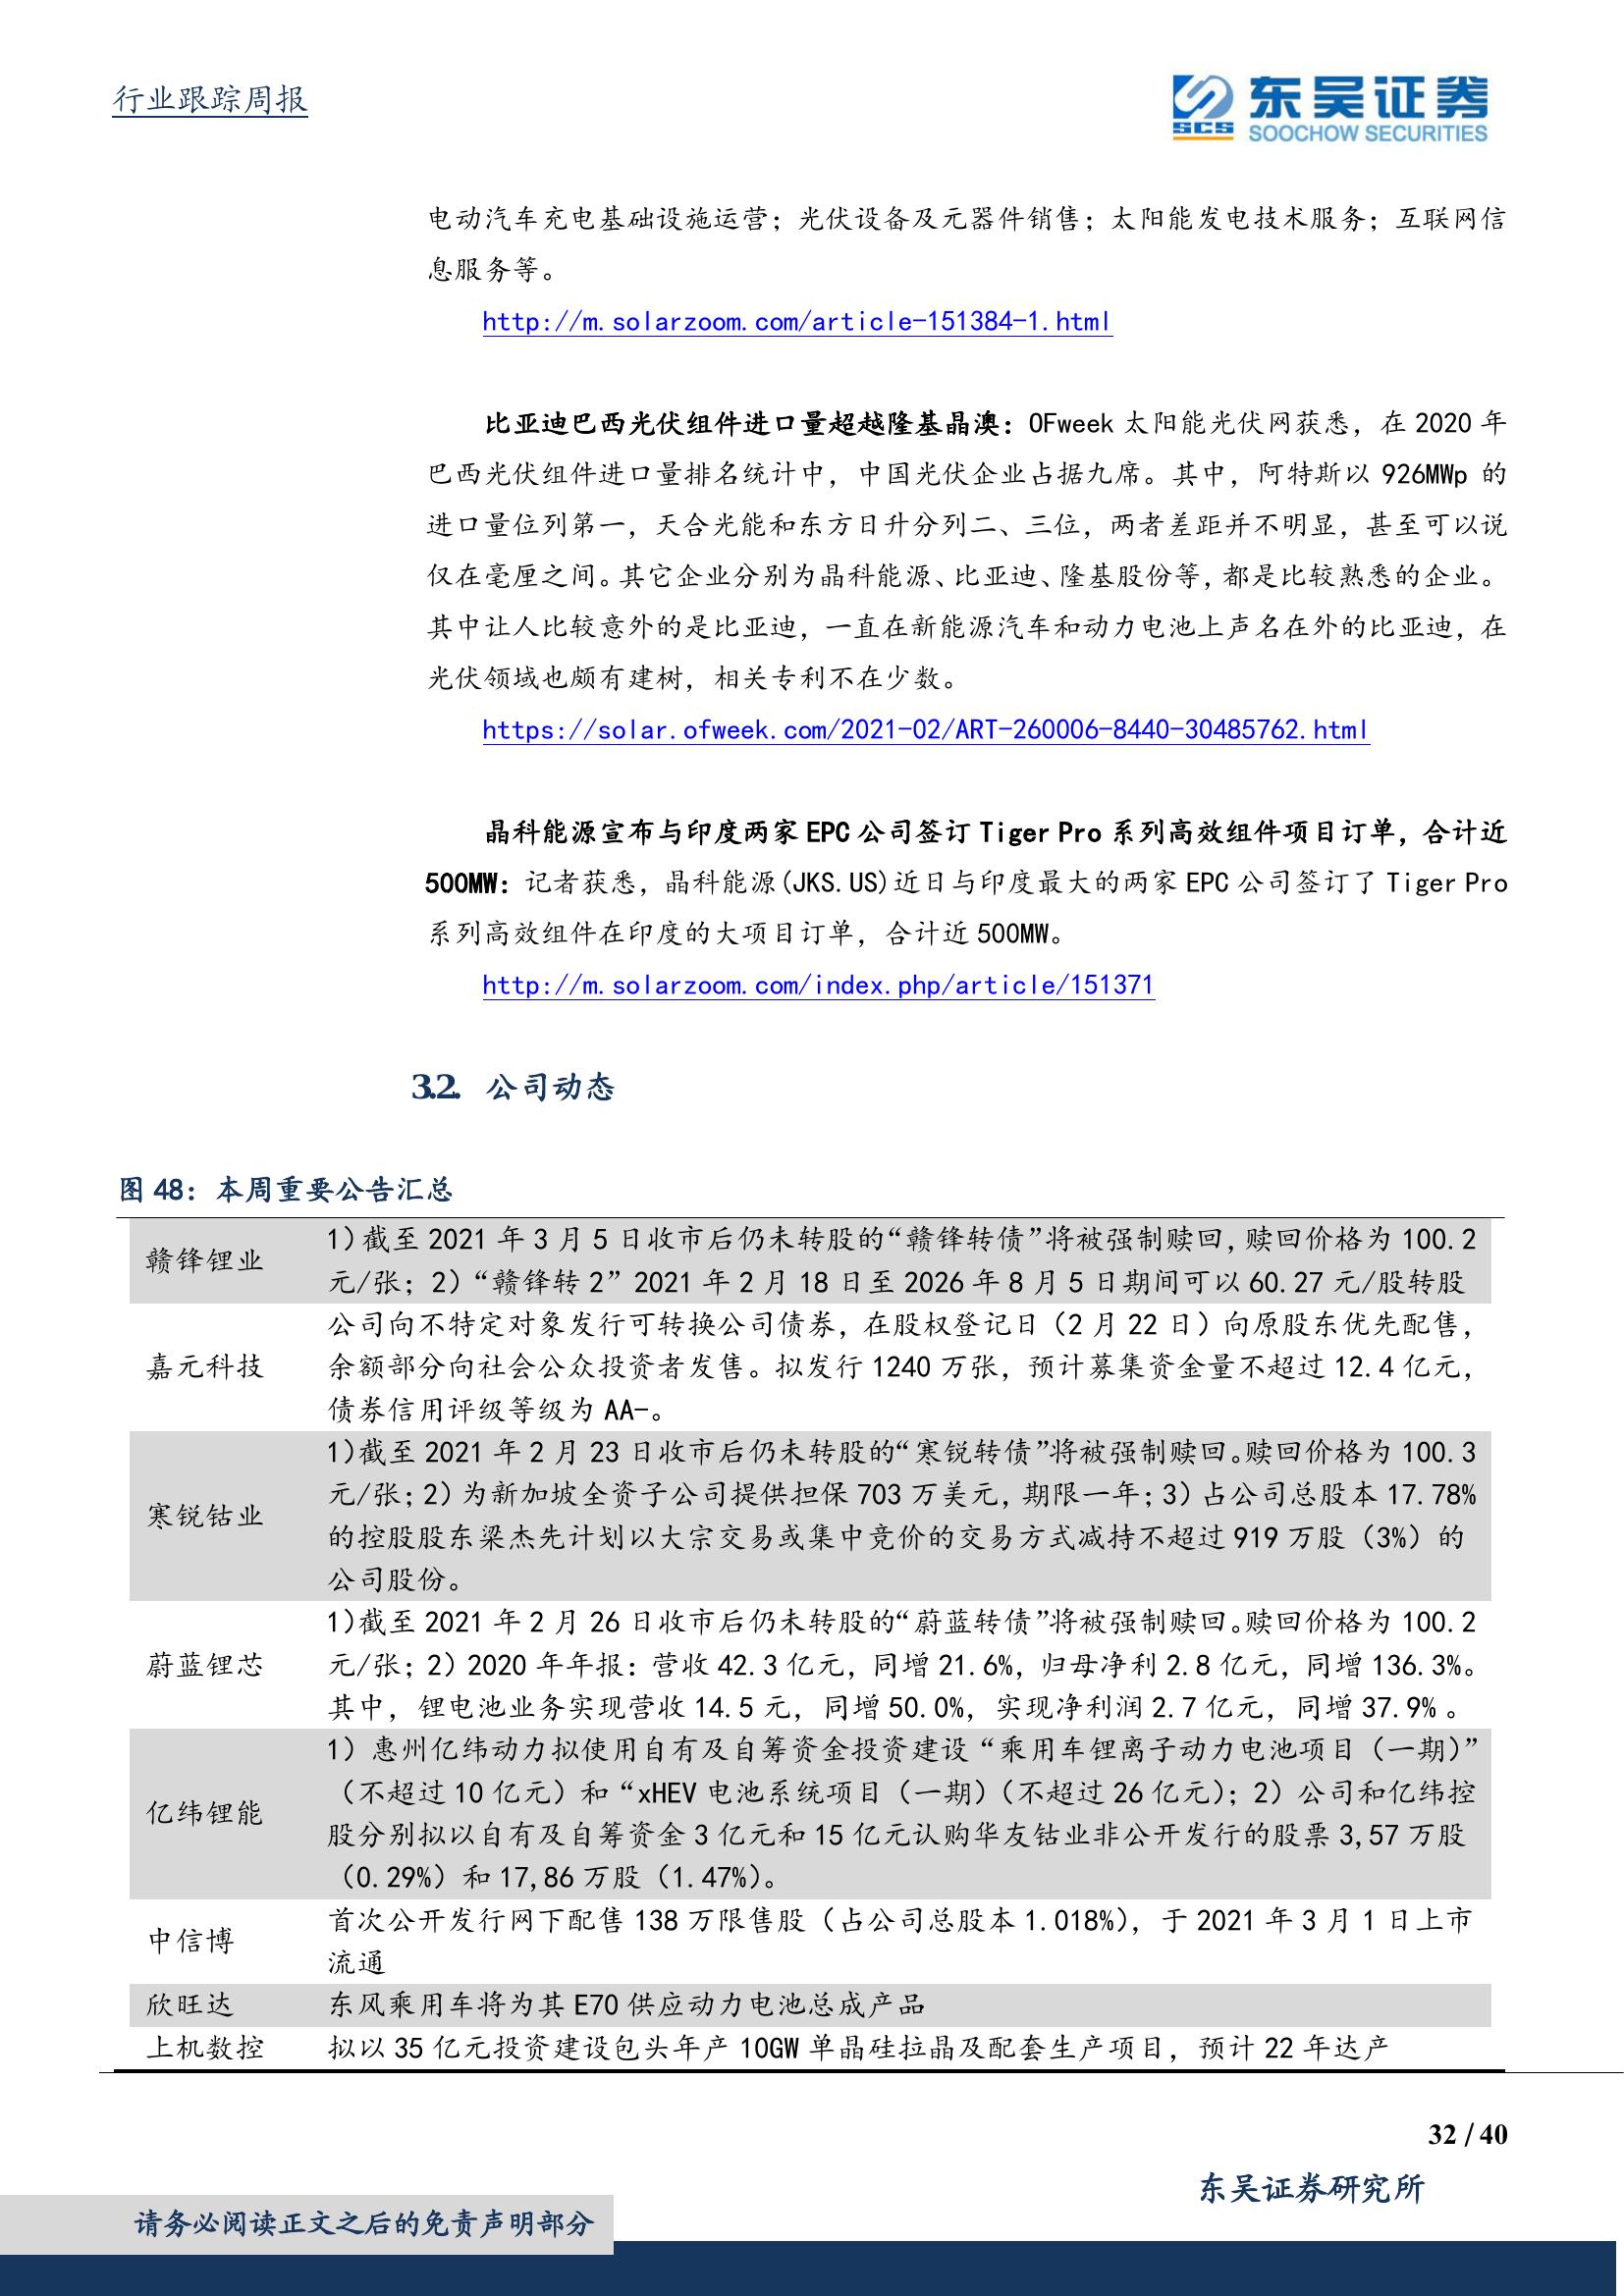 行业跟踪周报
SCS 东吴证券
SOOCHOW SECURITIES
电动汽车充电基础设施运营；光伏设备及元器件销售；太阳能发电技术服务；互联网信
息服务等。
http://m.solarzoom.com/article-151384-1.html
比亚迪巴西光伏组件进口量超越隆基晶澳：OFweek 太阳能光伏网获悉，在 2020 年
巴西光伏组件进口量排名统计中，中国光伏企业占据九席。其中，阿特斯以 926MWp 的
进口量位列第一，天合光能和东方日升分列二、三位，两者差距并不明显，甚至可以说
仅在毫厘之间。其它企业分别为晶科能源、比亚迪、隆基股份等，都是比较熟悉的企业。
其中让人比较意外的是比亚迪，一直在新能源汽车和动力电池上声名在外的比亚迪，在
光伏领域也颇有建树，相关专利不在少数。
https://solar.ofweek.com/2021-02/ART-260006-8440-30485762.html
晶科能源宣布与印度两家 EPC 公司签订 Tiger Pro 系列高效组件项目订单，合计近
500MW：记者获悉，晶科能源(JKS.US)近日与印度最大的两家 EPC 公司签订了 Tiger Pro
系列高效组件在印度的大项目订单，合计近 500MW。
http://m.solarzoom.com/index.php/article/151371
3.2. 公司动态
图 48：本周重要公告汇总
赣锋锂业
1）截至 2021 年 3 月 5 日收市后仍未转股的“赣锋转债”将被强制赎回，赎回价格为 100.2
元/张；2）“赣锋转 2”2021 年 2 月 18 日至 2026 年 8 月 5 日期间可以 60.27 元/股转股
嘉元科技
公司向不特定对象发行可转换公司债券，在股权登记日（2 月 22 日）向原股东优先配售，
余额部分向社会公众投资者发售。拟发行 1240 万张，预计募集资金量不超过 12.4 亿元，
债券信用评级等级为 AA-。
寒锐钴业
1）截至 2021 年 2 月 23 日收市后仍未转股的“寒锐转债”将被强制赎回。赎回价格为 100.3
元/张；2）为新加坡全资子公司提供担保 703 万美元，期限一年；3）占公司总股本 17.78%
的控股股东梁杰先计划以大宗交易或集中竞价的交易方式减持不超过 919 万股（3%）的
公司股份。
蔚蓝锂芯
1）截至 2021 年 2 月 26 日收市后仍未转股的“蔚蓝转债”将被强制赎回。赎回价格为 100.2
元/张；2）2020 年年报：营收 42.3 亿元，同增 21.6%，归母净利 2.8 亿元，同增 136.3%。
其中，锂电池业务实现营收 14.5 元，同增 50.0%，实现净利润 2.7 亿元，同增 37.9% 。
亿纬锂能
1）惠州亿纬动力拟使用自有及自筹资金投资建设“乘用车锂离子动力电池项目（一期）”
（不超过 10 亿元）和“xHEV 电池系统项目（一期）（不超过 26 亿元）；2）公司和亿纬控
股分别拟以自有及自筹资金 3 亿元和 15 亿元认购华友钴业非公开发行的股票 3,57 万股
（0.29%）和 17,86 万股（1.47%）。
中信博
首次公开发行网下配售 138 万限售股（占公司总股本 1.018%），于 2021 年 3 月 1 日上市
流通
欣旺达 东风乘用车将为其 E70 供应动力电池总成产品
上机数控 拟以 35 亿元投资建设包头年产 10GW 单晶硅拉晶及配套生产项目，预计 22 年达产
32 / 40
东吴证券研究所
请务必阅读正文之后的免责声明部分